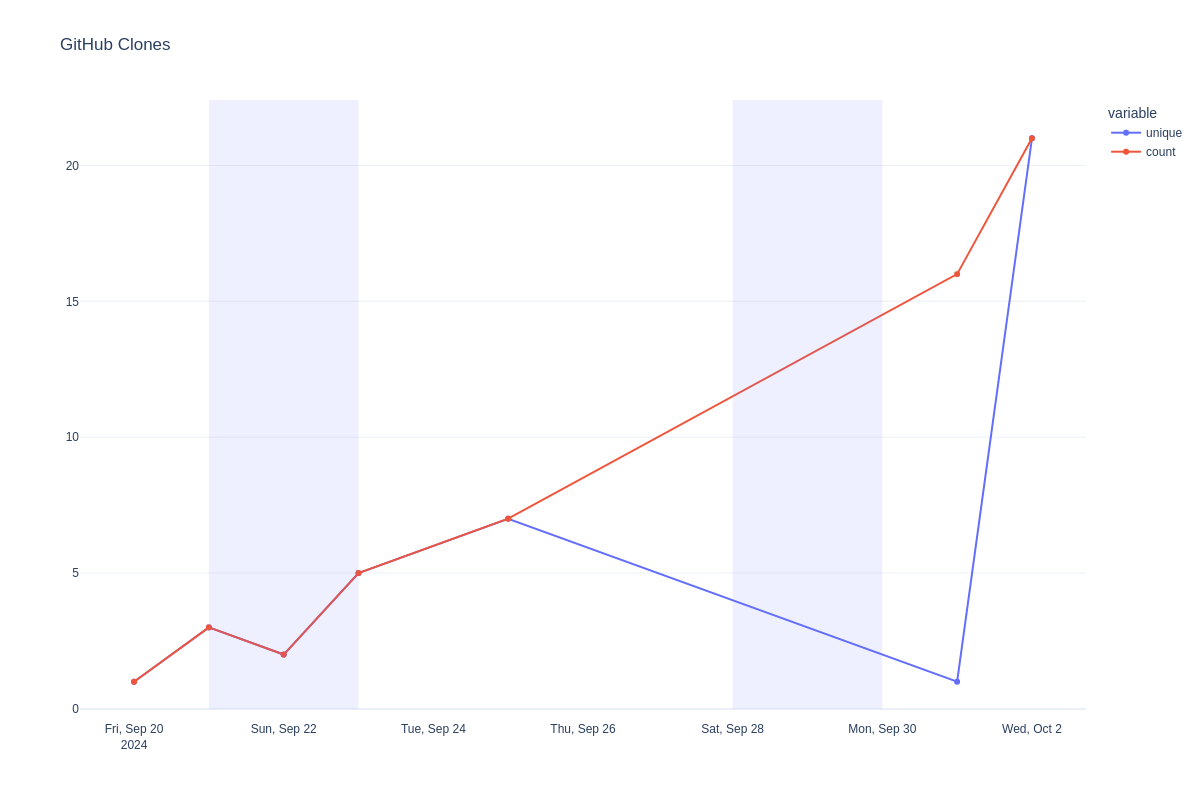 GitHub Clones
variable
unique
count
20
15
10
5
0
Fri, Sep 20
2024
Sun, Sep 22
Tue, Sep 24
Thu, Sep 26
Sat, Sep 28
Mon, Sep 30
Wed, Oct 2